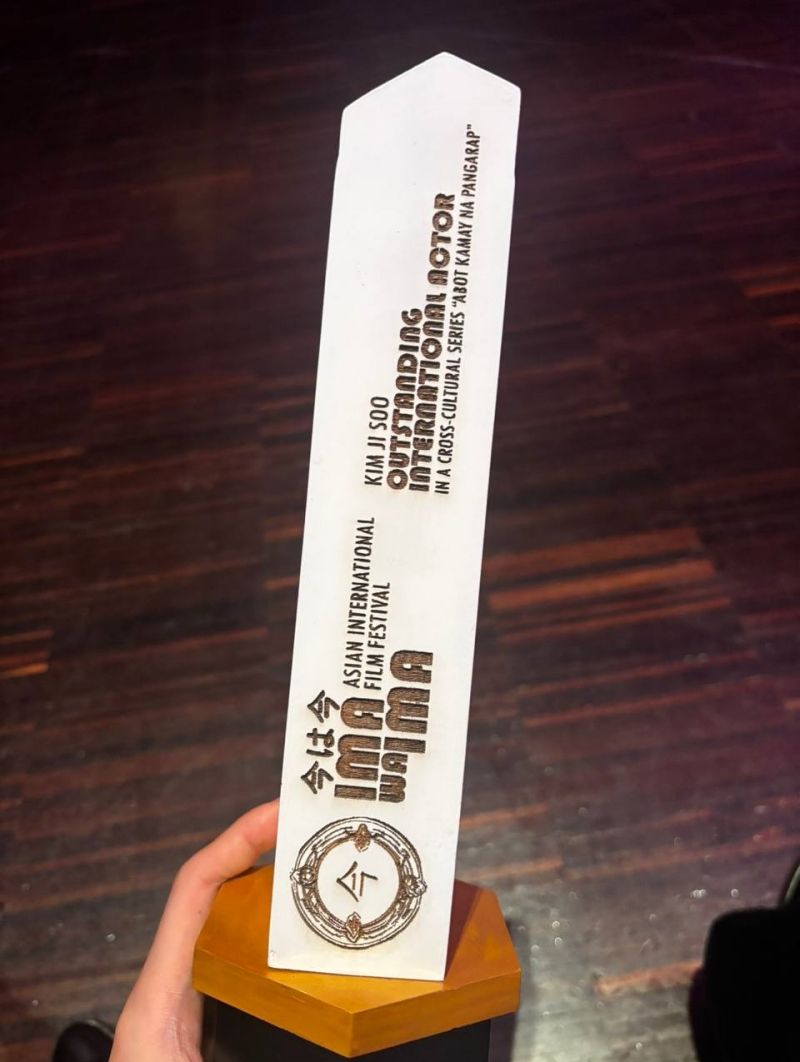 今
今は今
IMA
WA IMA
ASIAN INTERNATIONAL
FILM FESTIVAL
KIM JI SOO
OUTSTANDING
INTERNATIONAL ACTOR
IN A CROSS-CULTURAL SERIES "ABOT KAMAY NA PANGARAP"